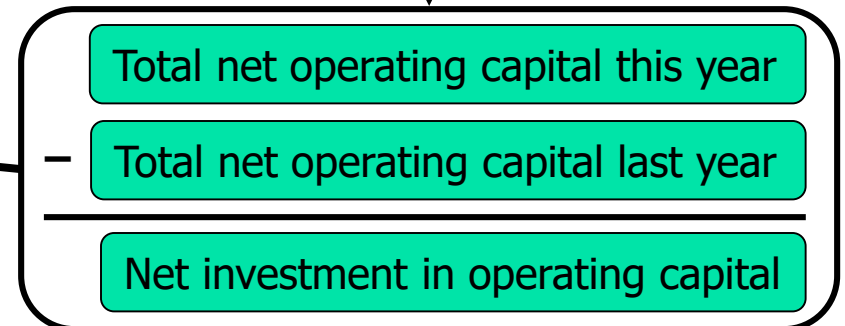 Total net operating capital this year
– Total net operating capital last year
Net investment in operating capital